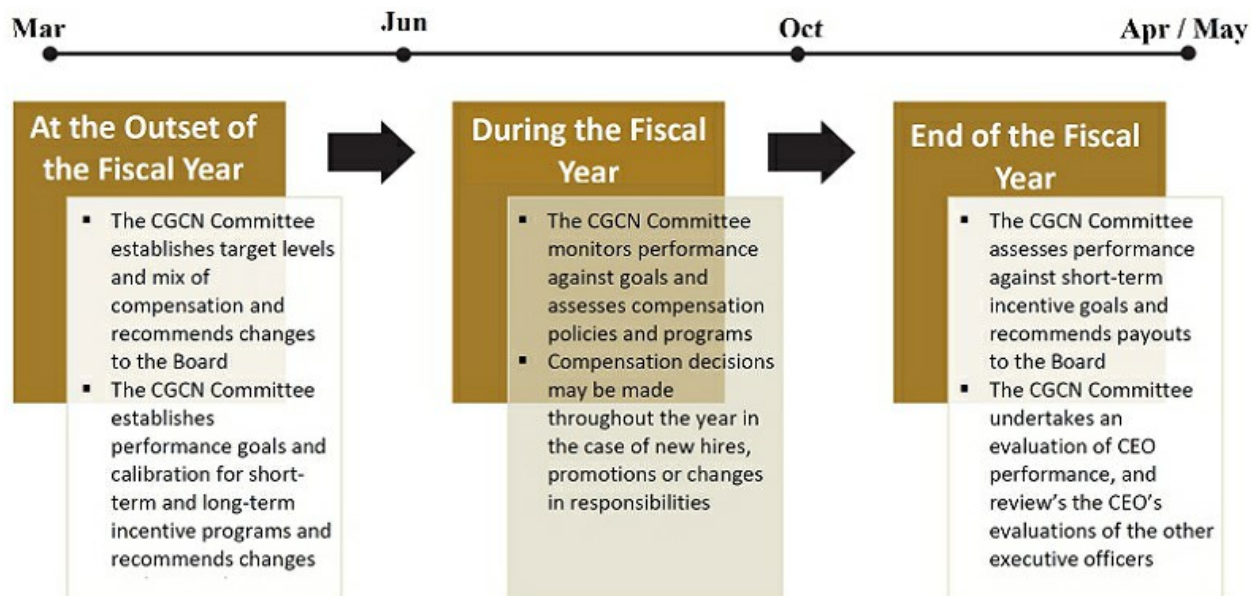 Mar
Jun
Oct
Apr / May
At the Outset of
the Fiscal Year
▪ The CGCN Committee
establishes target levels
and mix of
compensation and
recommends changes
to the Board
▪ The CGCN Committee
establishes
performance goals and
calibration for short-
term and long-term
incentive programs and
recommends changes
During the Fiscal
Year
▪ The CGCN Committee
monitors performance
against goals and
assesses compensation
policies and programs
▪ Compensation decisions
may be made
throughout the year in
the case of new hires,
promotions or changes
in responsibilities
End of the Fiscal
Year
▪ The CGCN Committee
assesses performance
against short-term
incentive goals and
recommends payouts
to the Board
▪ The CGCN Committee
undertakes an
evaluation of CEO
performance, and
review’s the CEO’s
evaluations of the other
executive officers